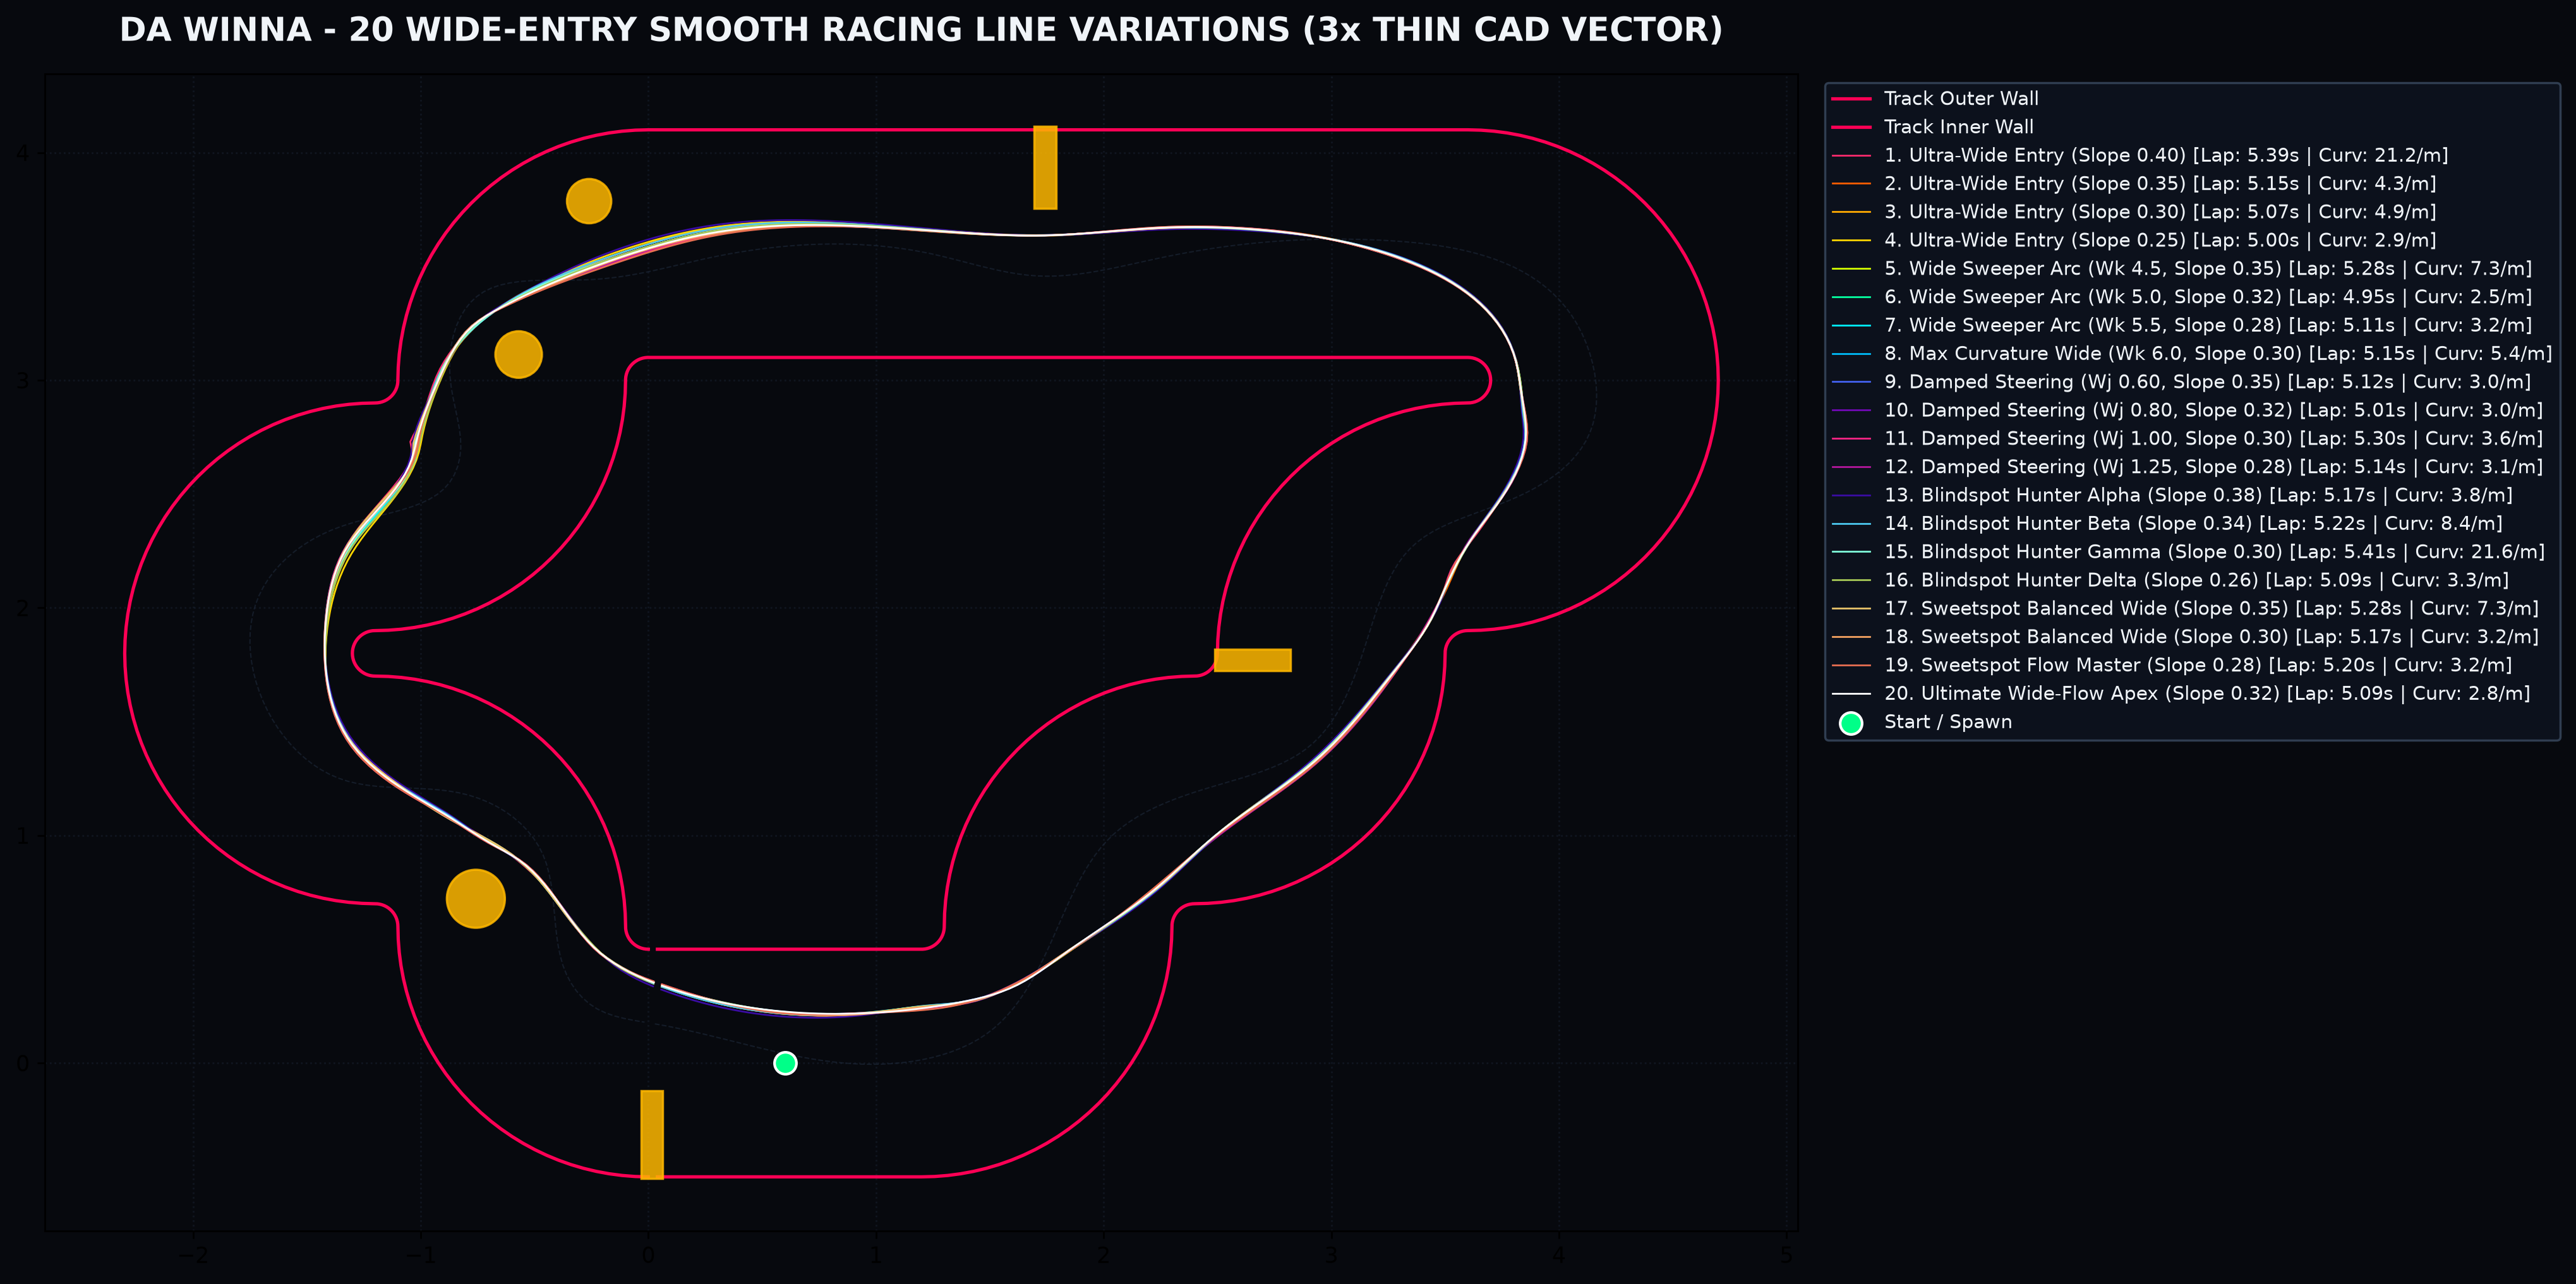 DA WINNA - 20 WIDE-ENTRY SMOOTH RACING LINE VARIATIONS (3x THIN CAD VECTOR)
Track Outer Wall
Track Inner Wall
1. Ultra-Wide Entry (Slope 0.40) [Lap: 5.39s | Curv: 21.2/m]
2. Ultra-Wide Entry (Slope 0.35) [Lap: 5.15s | Curv: 4.3/m]
3. Ultra-Wide Entry (Slope 0.30) [Lap: 5.07s | Curv: 4.9/m]
4. Ultra-Wide Entry (Slope 0.25) [Lap: 5.00s | Curv: 2.9/m]
5. Wide Sweeper Arc (Wk 4.5, Slope 0.35) [Lap: 5.28s | Curv: 7.3/m]
6. Wide Sweeper Arc (Wk 5.0, Slope 0.32) [Lap: 4.95s | Curv: 2.5/m]
7. Wide Sweeper Arc (Wk 5.5, Slope 0.28) [Lap: 5.11s | Curv: 3.2/m]
8. Max Curvature Wide (Wk 6.0, Slope 0.30) [Lap: 5.15s | Curv: 5.4/m]
9. Damped Steering (Wj 0.60, Slope 0.35) [Lap: 5.12s | Curv: 3.0/m]
10. Damped Steering (Wj 0.80, Slope 0.32) [Lap: 5.01s | Curv: 3.0/m]
11. Damped Steering (Wj 1.00, Slope 0.30) [Lap: 5.30s | Curv: 3.6/m]
12. Damped Steering (Wj 1.25, Slope 0.28) [Lap: 5.14s | Curv: 3.1/m]
13. Blindspot Hunter Alpha (Slope 0.38) [Lap: 5.17s | Curv: 3.8/m]
14. Blindspot Hunter Beta (Slope 0.34) [Lap: 5.22s | Curv: 8.4/m]
15. Blindspot Hunter Gamma (Slope 0.30) [Lap: 5.41s | Curv: 21.6/m]
16. Blindspot Hunter Delta (Slope 0.26) [Lap: 5.09s | Curv: 3.3/m]
17. Sweetspot Balanced Wide (Slope 0.35) [Lap: 5.28s | Curv: 7.3/m]
18. Sweetspot Balanced Wide (Slope 0.30) [Lap: 5.17s | Curv: 3.2/m]
19. Sweetspot Flow Master (Slope 0.28) [Lap: 5.20s | Curv: 3.2/m]
20. Ultimate Wide-Flow Apex (Slope 0.32) [Lap: 5.09s | Curv: 2.8/m]
Start / Spawn
4
3
2
1
0
−2 −1 0 1 2 3 4 5